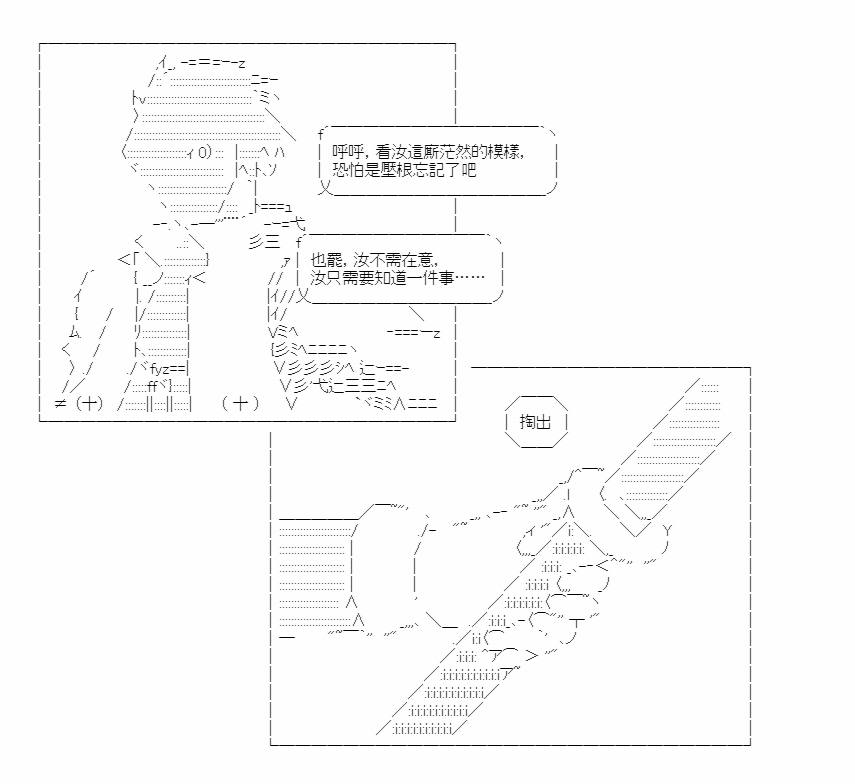 呼呼，看汝這廝茫然的模樣，
恐怕是壓根忘記了吧
也罷，汝不需在意，
汝只需要知道一件事……
掏出